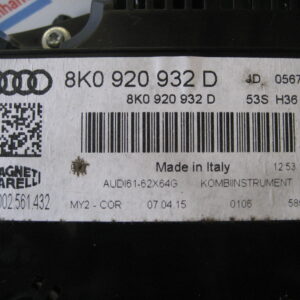 8K0 920 932 D JD 0567
8K0 920 932 D 53S H36
Made in Italy 12:53
AUDI61-62X64G KOMBIINSTRUMENT
MAGNETI
MARELLI
002.561.432
MY2 - COR 07.04.15 0106